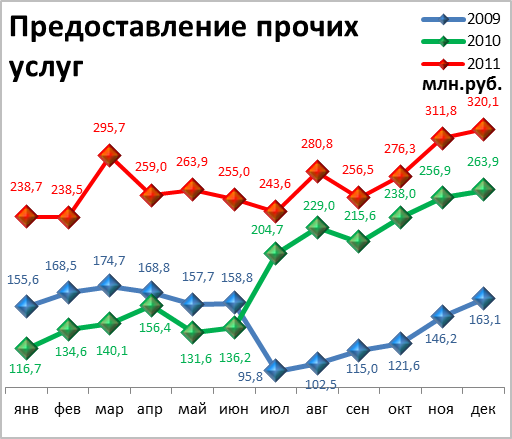 Предоставление прочих
услуг
2009
2010
2011
млн.руб.
238,7 238,5 295,7 259,0 263,9 255,0 243,6 280,8 256,5 276,3 311,8 320,1
155,6 168,5 174,7 168,8 157,7 158,8 95,8 102,5 115,0 121,6 146,2 163,1
116,7 134,6 140,1 156,4 131,6 136,2 204,7 229,0 215,6 238,0 256,9 263,9
янв фев мар апр май июн июл авг сен окт ноя дек